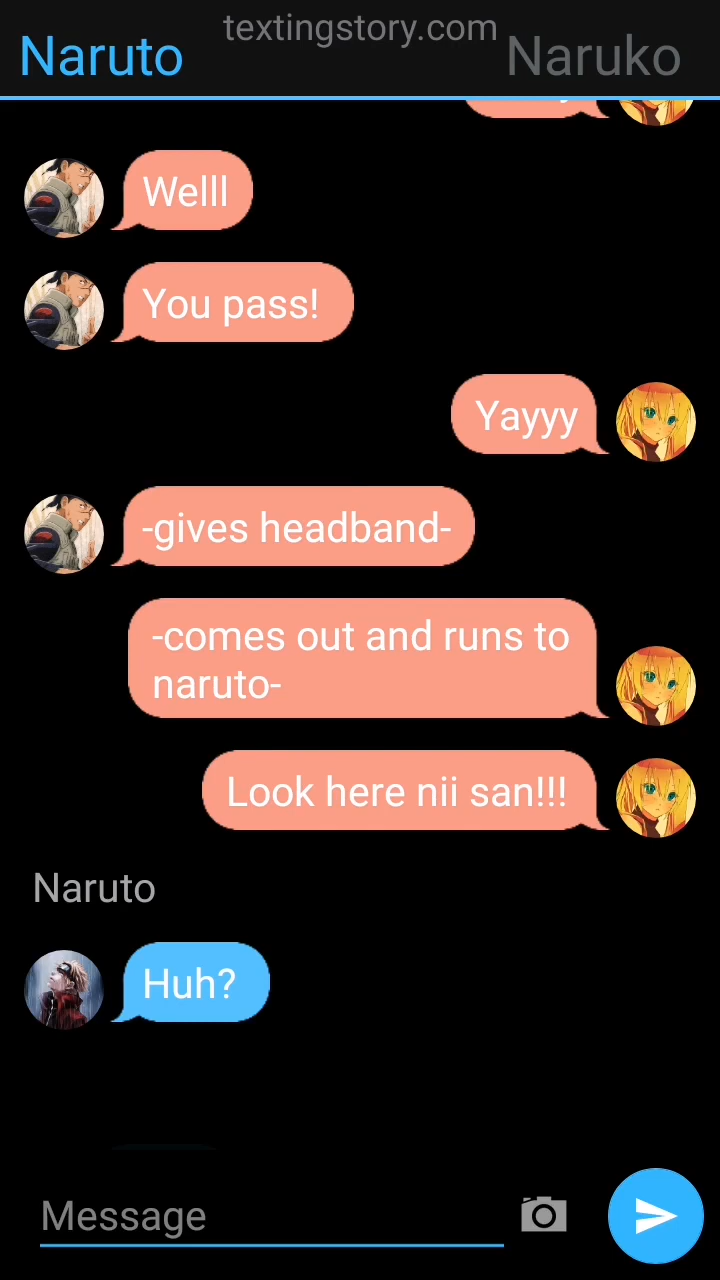 textingstory.com
Naruto
Naruko
Welll
You pass!
Yayyy
-gives headband-
-comes out and runs to
naruto-
Look here nii san!!!
Naruto
Huh?
Message